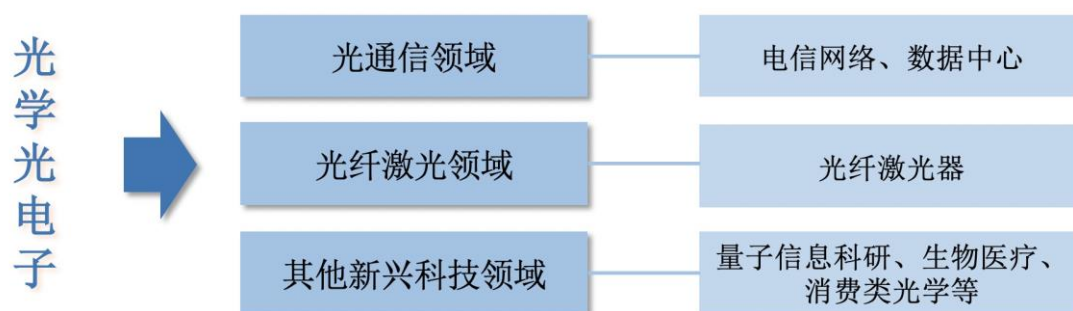 光学光电子
光通信领域
电信网络、数据中心
光纤激光领域
光纤激光器
其他新兴科技领域
量子信息科研、生物医疗、
消费类光学等